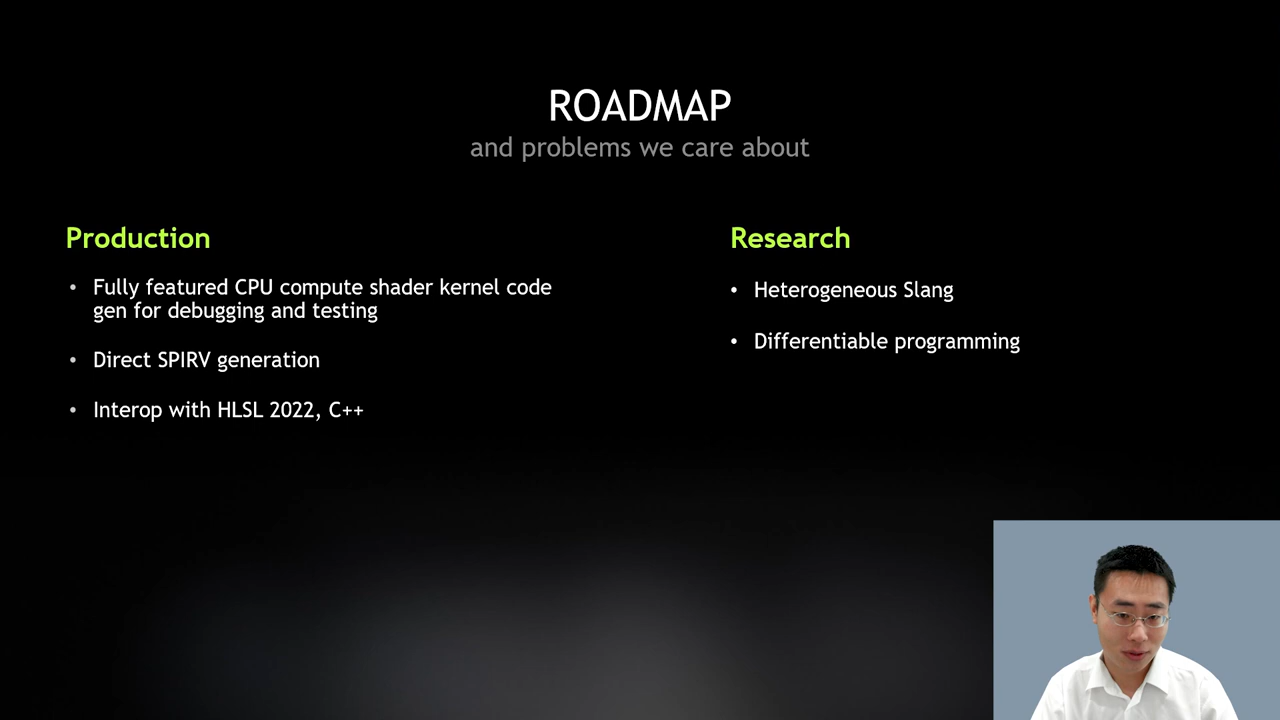 ROADMAP
and problems we care about
Production
• Fully featured CPU compute shader kernel code
gen for debugging and testing
• Direct SPIRV generation
• Interop with HLSL 2022, C++
Research
• Heterogeneous Slang
• Differentiable programming